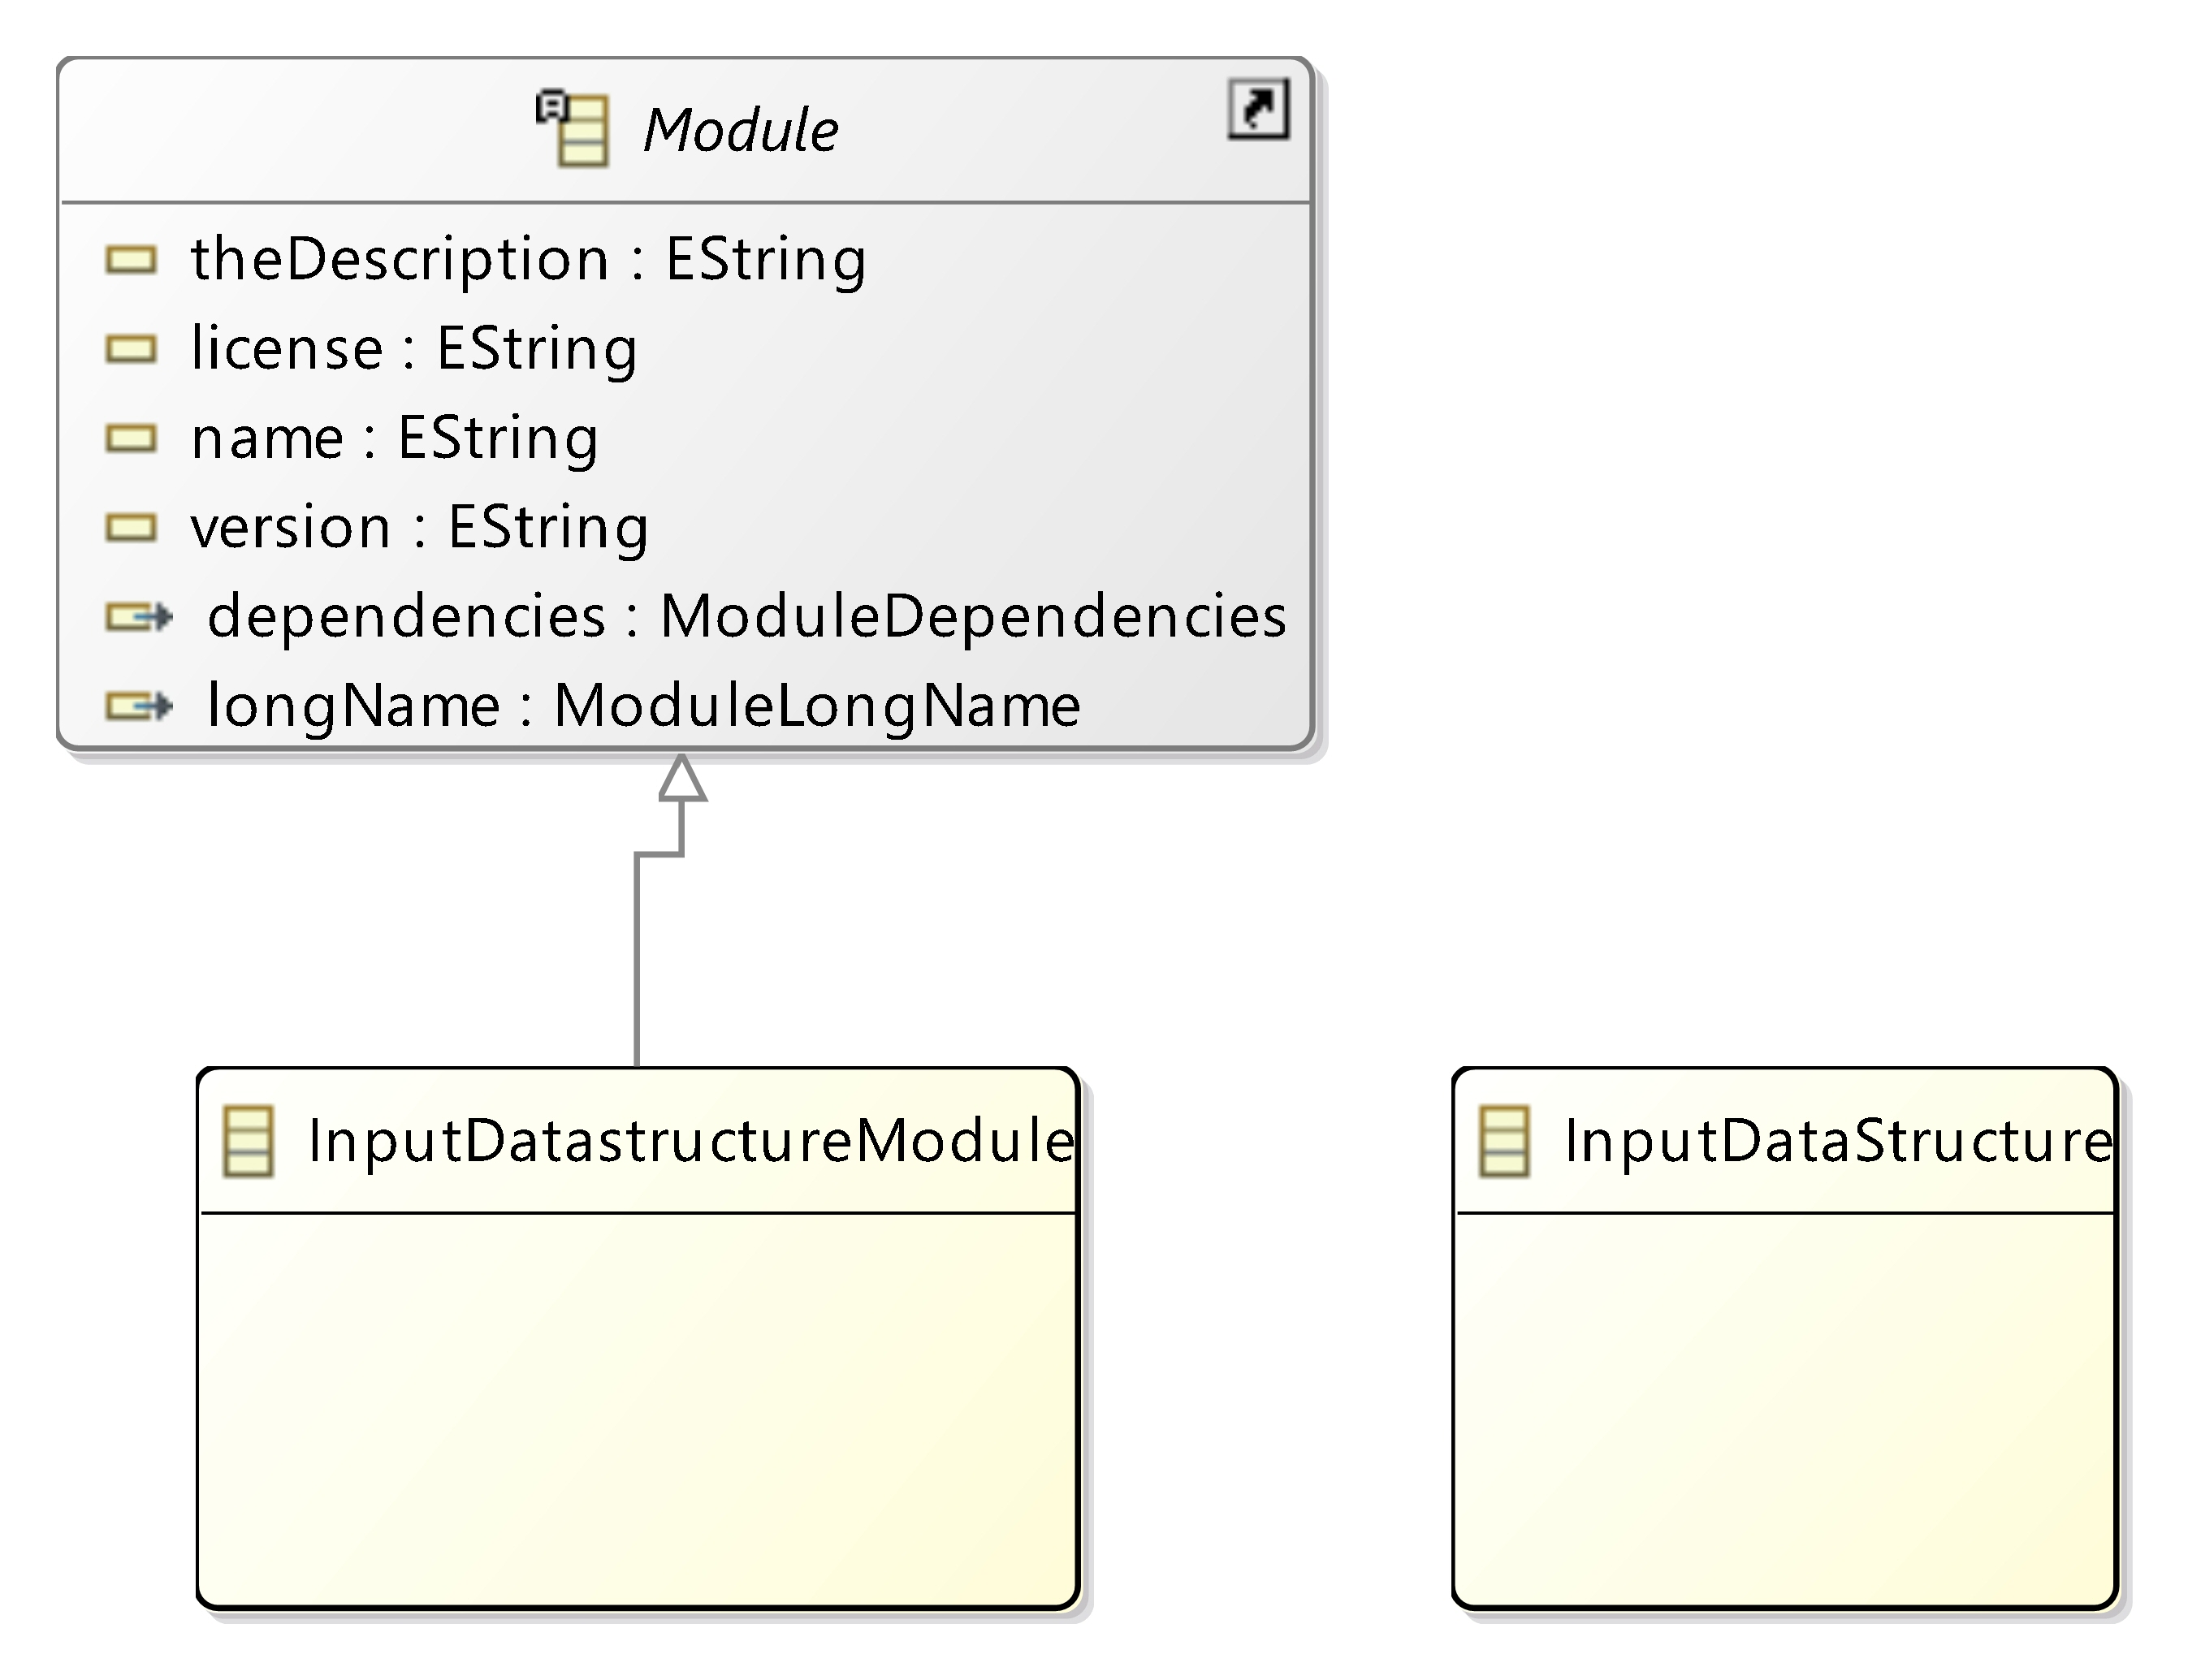 Module
theDescription : EString
license : EString
name : EString
version : EString
dependencies : ModuleDependencies
longName : ModuleLongName
InputDatastructureModule
InputDataStructure